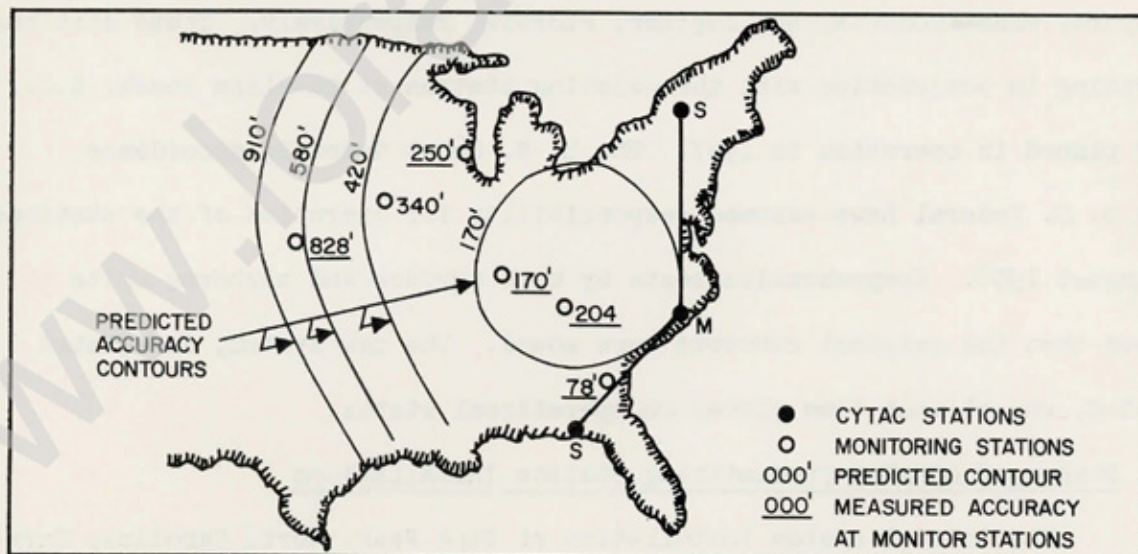 910'
580'
420'
250'
340'
828'
170'
170'
204
78'
S
M
S
PREDICTED
ACCURACY
CONTOURS
CYTAC STATIONS
MONITORING STATIONS
000' PREDICTED CONTOUR
000' MEASURED ACCURACY
AT MONITOR STATIONS